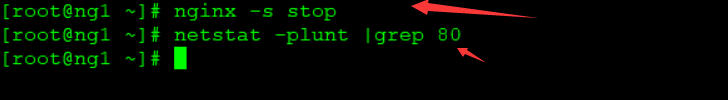 [root@ng1 ~]# nginx -s stop
[root@ng1 ~]# netstat -plunt |grep 80
[root@ng1 ~]#